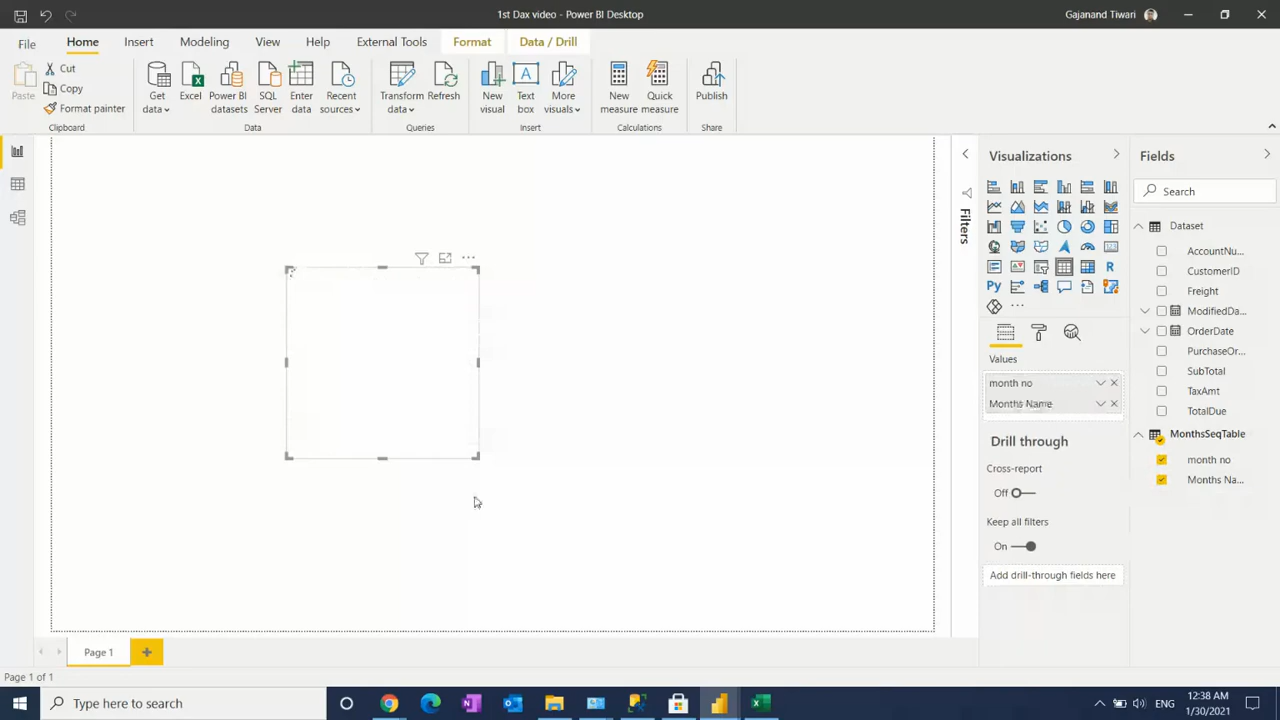 1st Dax video - Power BI Desktop
Gajanand Tiwari
File
Home
Insert
Modeling
View
Help
External Tools
Format
Data / Drill
Paste
Cut
Copy
Format painter
Clipboard
Get data
Excel
Power BI datasets
SQL Server
Enter data
Recent sources
Data
Transform data
Refresh
Queries
New visual
Text box
More visuals
Insert
New measure
Quick measure
Calculations
Publish
Share
Filters
Visualizations
R
Py
Values
month no
Months Name
Drill through
Cross-report
Off
Keep all filters
On
Add drill-through fields here
Fields
Search
Dataset
AccountNu...
CustomerID
Freight
ModifiedDa...
OrderDate
PurchaseOr...
SubTotal
TaxAmt
TotalDue
MonthsSeqTable
month no
Months Na...
Page 1
Page 1 of 1
Type here to search
ENG
12:38 AM
1/30/2021